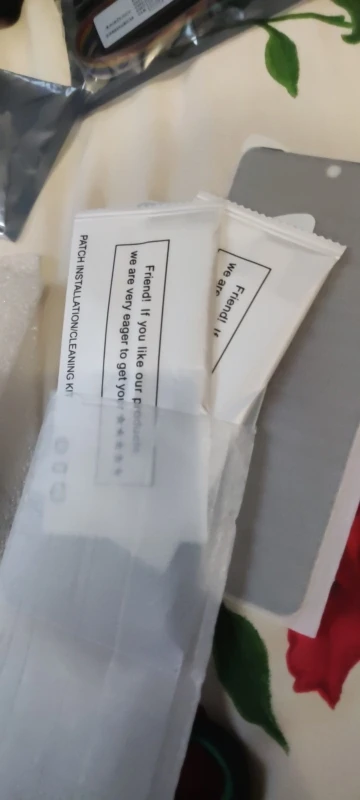 PATCH INSTALLATION/CLEANING KIT
Friend! If you like our products
we are very eager to get your ★★★★★
Friend! If
we are